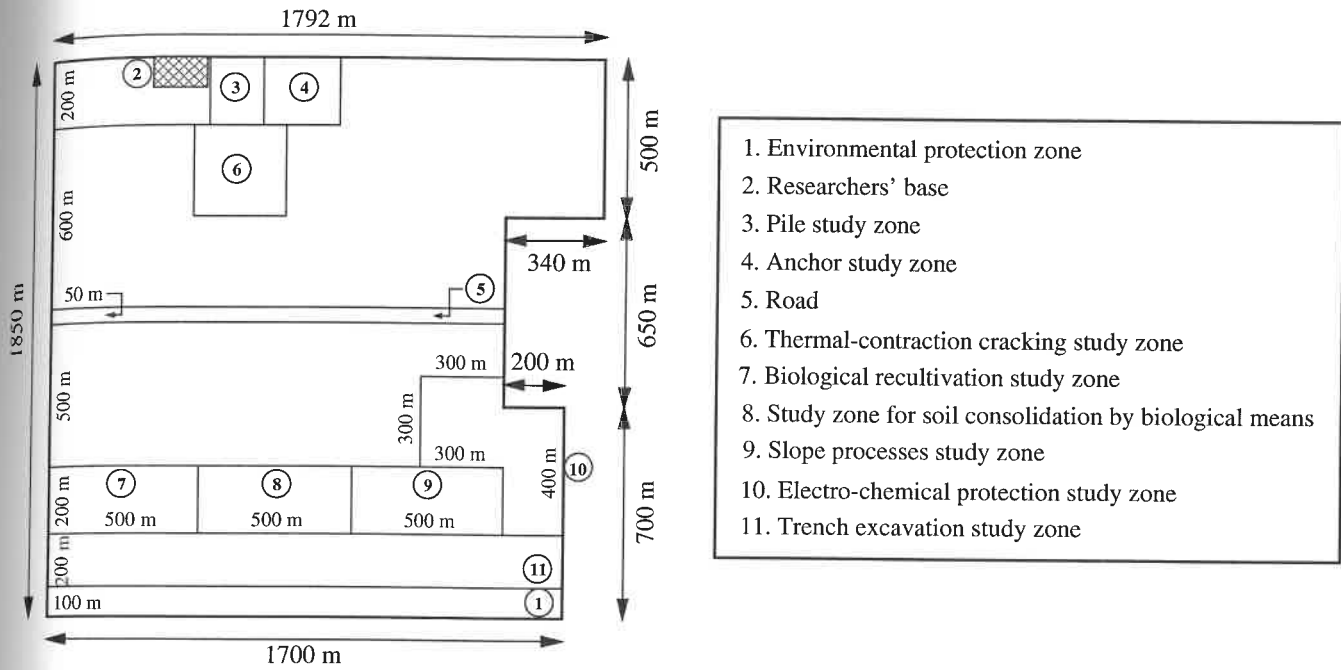 1792 m
200 m
2
3
4
6
600 m
500 m
340 m
50 m
5
1850 m
650 m
300 m
200 m
500 m
300 m
300 m
7
8
9
10
400 m
200 m
500 m
500 m
500 m
700 m
200 m
11
100 m
1
1700 m
1. Environmental protection zone
2. Researchers' base
3. Pile study zone
4. Anchor study zone
5. Road
6. Thermal-contraction cracking study zone
7. Biological recultivation study zone
8. Study zone for soil consolidation by biological means
9. Slope processes study zone
10. Electro-chemical protection study zone
11. Trench excavation study zone